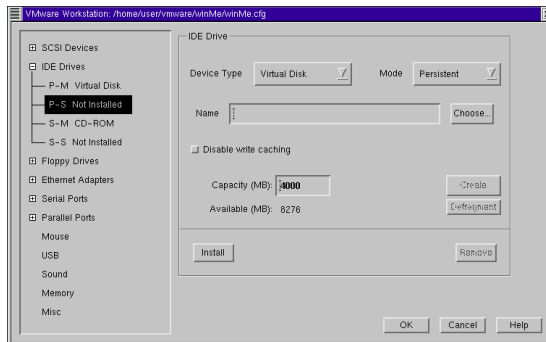 VMware Workstation: /home/user/vmware/winMe/winMe.cfg
SCSI Devices
IDE Drives
P-M Virtual Disk
P-S Not Installed
S-M CD-ROM
S-S Not Installed
Floppy Drives
Ethernet Adapters
Serial Ports
Parallel Ports
Mouse
USB
Sound
Memory
Misc
IDE Drive
Device Type Virtual Disk Mode Persistent
Name Choose...
Disable write caching
Capacity (MB): 4000 Create
Available (MB): 6276 Defragment
Install Remove
OK Cancel Help